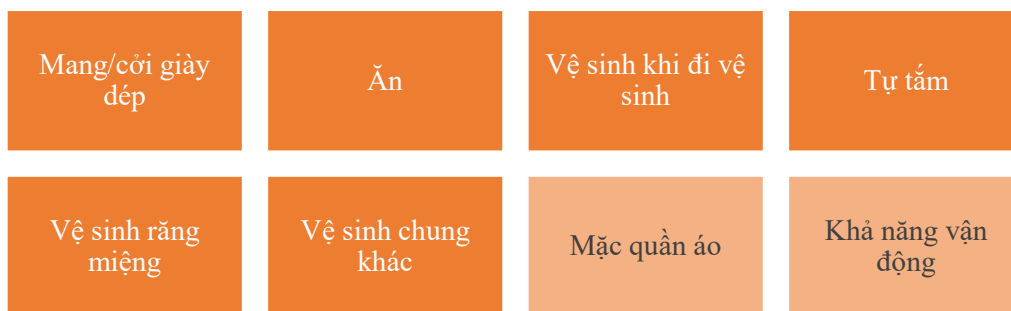 Mang/cởi giày
dép
Ăn
Vệ sinh khi đi vệ
sinh
Tự tắm
Vệ sinh răng
miệng
Vệ sinh chung
khác
Mặc quần áo
Khả năng vận
động